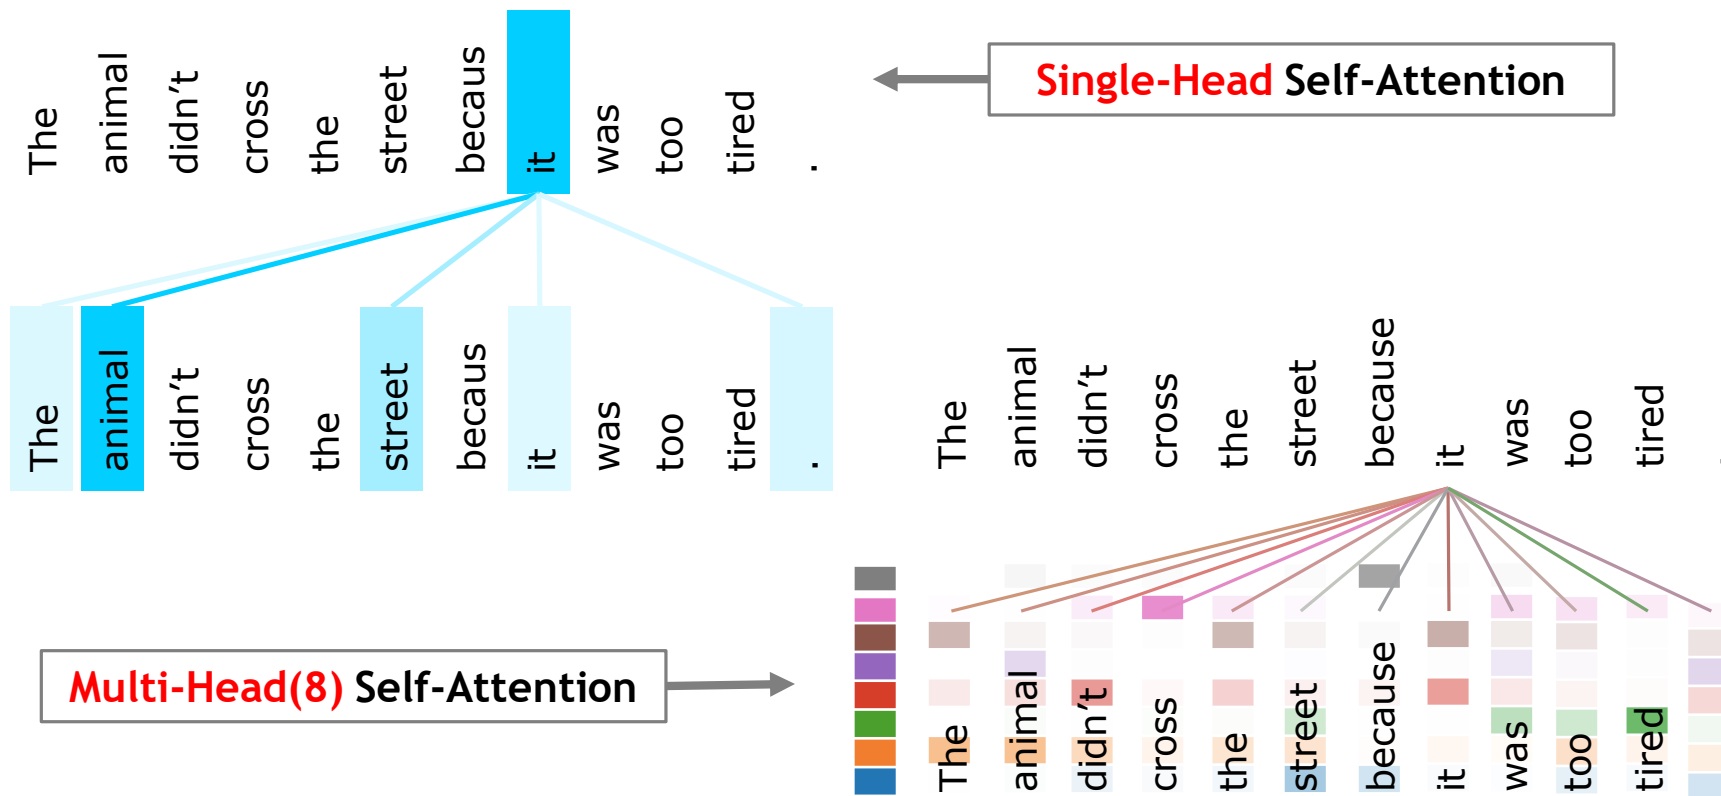 The animal didn't cross the street becaus it was too tired .
Single-Head Self-Attention
The animal didn't cross the street becaus it was too tired .
The animal didn't cross the street because it was too tired
Multi-Head(8) Self-Attention
The animal didn't cross the street because it was too tired